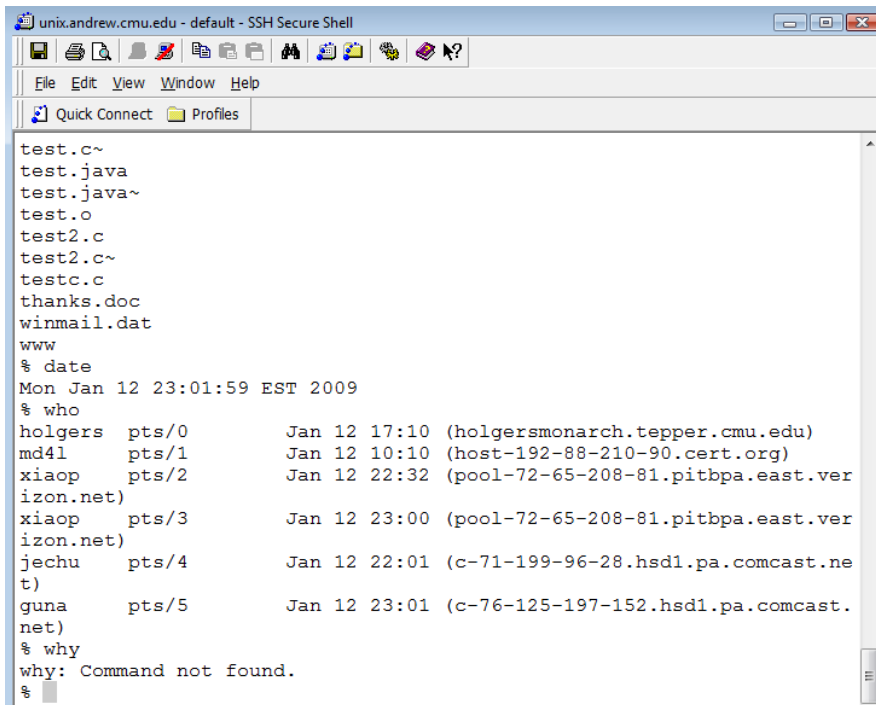 unix.andrew.cmu.edu - default - SSH Secure Shell
File Edit View Window Help
Quick Connect Profiles
test.c~
test.java
test.java~
test.o
test2.c
test2.c~
testc.c
thanks.doc
winmail.dat
www
% date
Mon Jan 12 23:01:59 EST 2009
% who
holgers  pts/0        Jan 12 17:10 (holgersmonarch.tepper.cmu.edu)
md4l     pts/1        Jan 12 10:10 (host-192-88-210-90.cert.org)
xiaop    pts/2        Jan 12 22:32 (pool-72-65-208-81.pitbpa.east.ver
izon.net)
xiaop    pts/3        Jan 12 23:00 (pool-72-65-208-81.pitbpa.east.ver
izon.net)
jechu    pts/4        Jan 12 22:01 (c-71-199-96-28.hsd1.pa.comcast.ne
t)
guna     pts/5        Jan 12 23:01 (c-76-125-197-152.hsd1.pa.comcast.
net)
% why
why: Command not found.
%